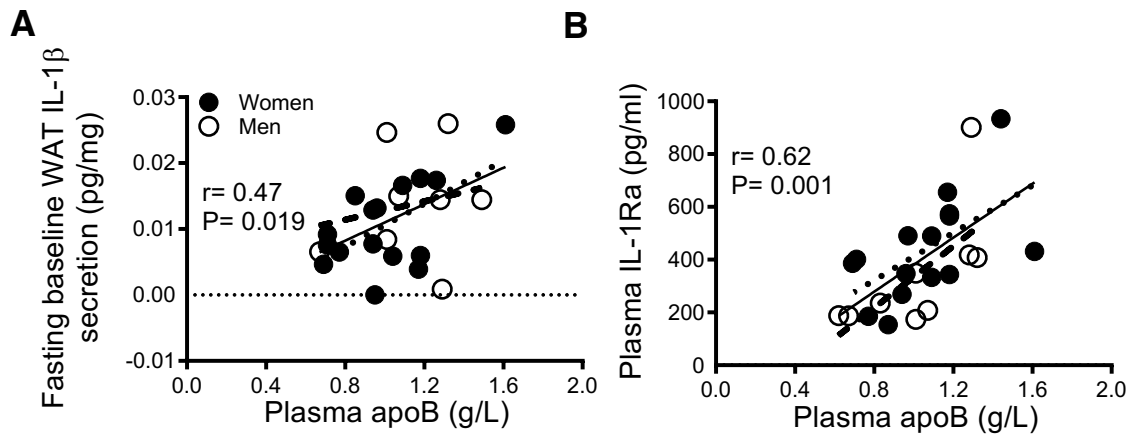 A
Fasting baseline WAT IL-1β
secretion (pg/mg)
0.03
0.02
0.01
0.00
-0.01
Women
Men
r= 0.47
P= 0.019
0.0 0.4 0.8 1.2 1.6 2.0
Plasma apoB (g/L)
B
Plasma IL-1Ra (pg/ml)
1000
800
600
400
200
0
r= 0.62
P= 0.001
0.0 0.4 0.8 1.2 1.6 2.0
Plasma apoB (g/L)